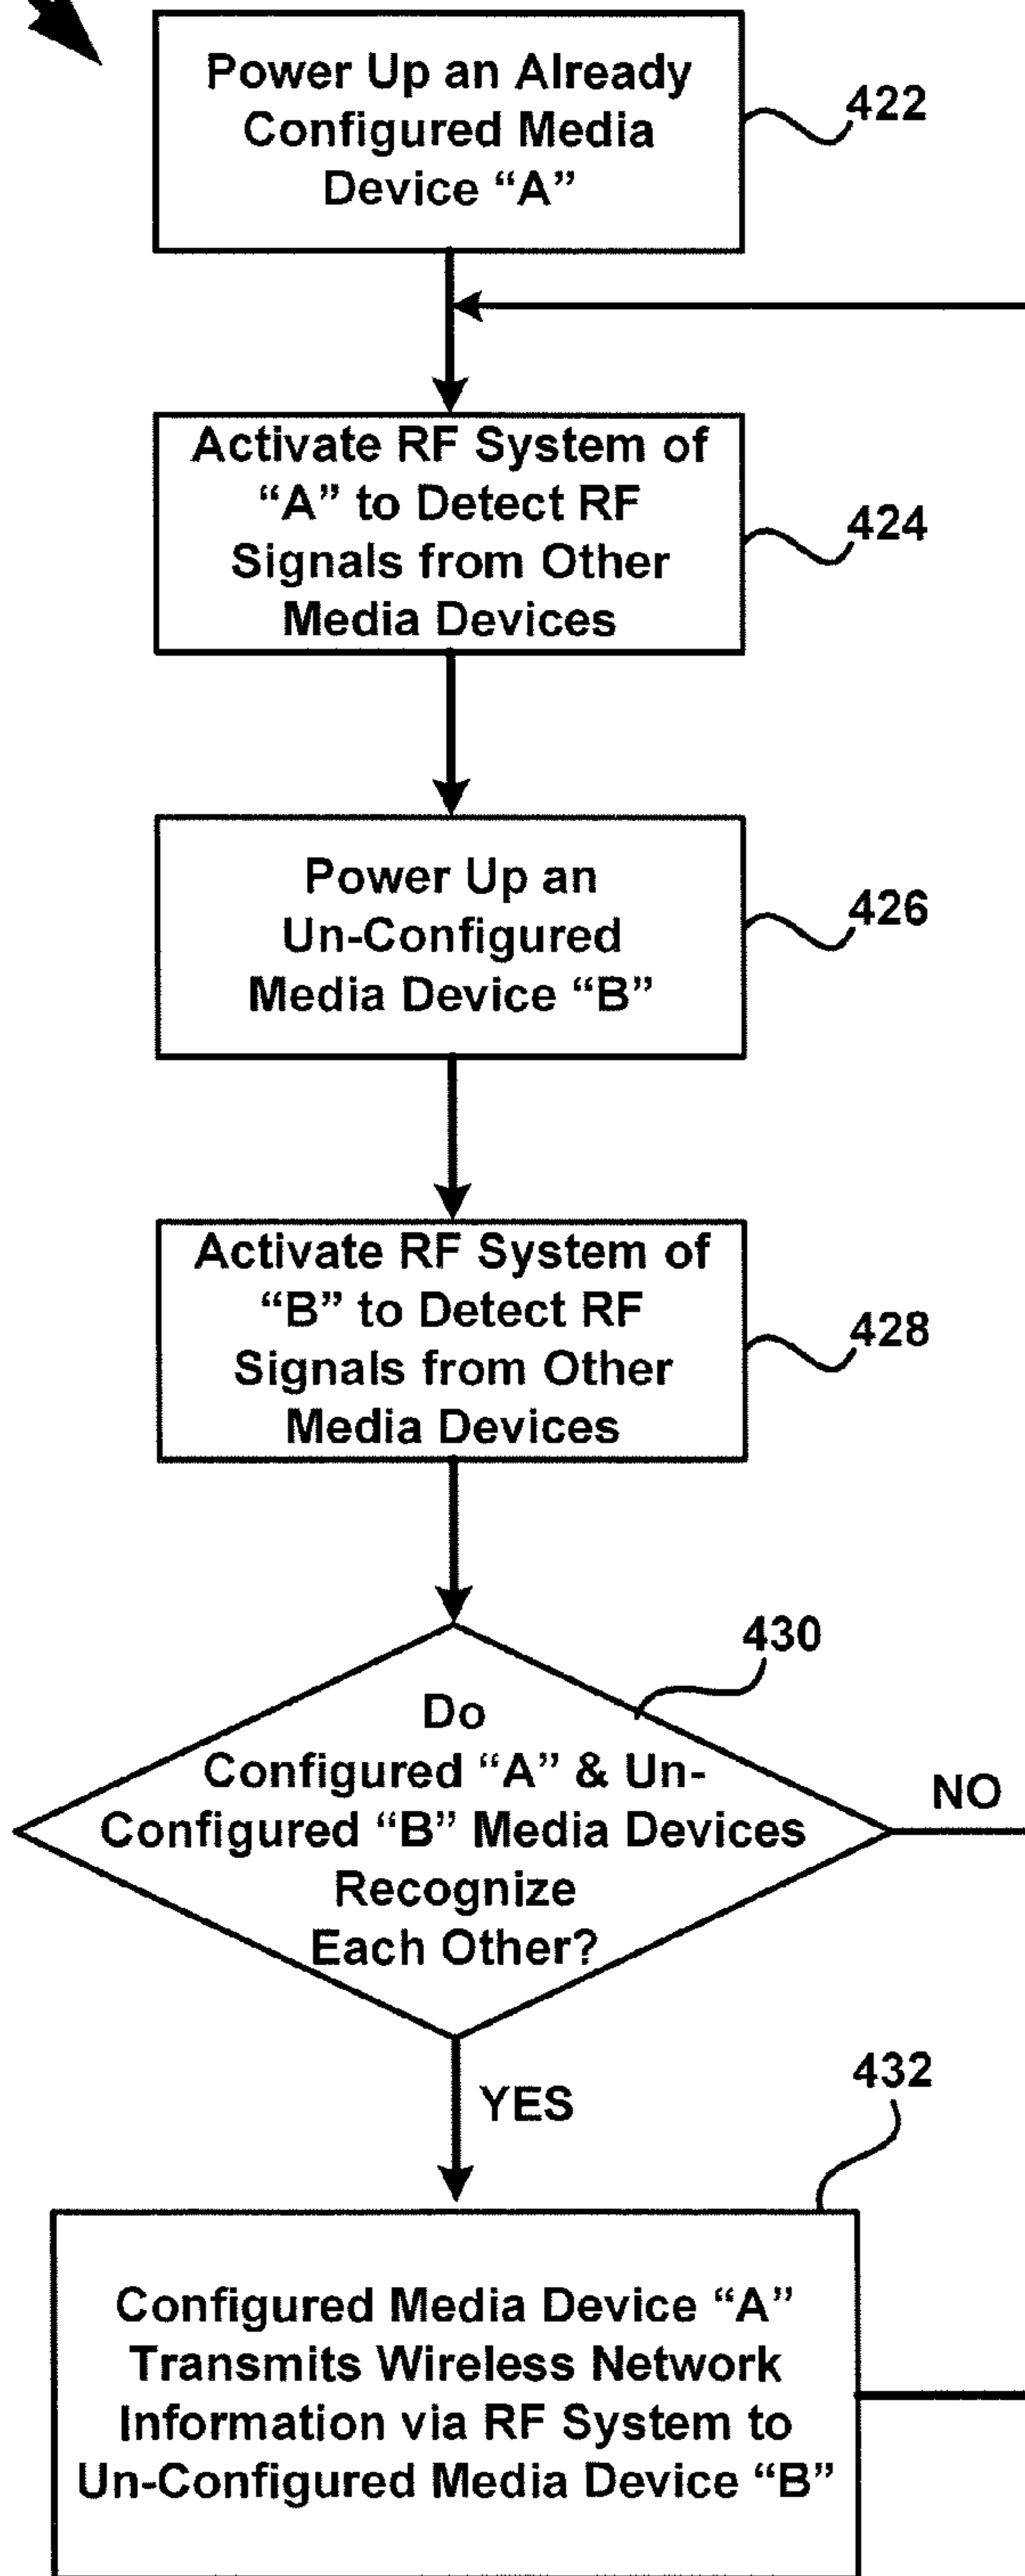 Power Up an Already
Configured Media
Device “A”
422
Activate RF System of
“A” to Detect RF
Signals from Other
Media Devices
424
Power Up an
Un-Configured
Media Device “B”
426
Activate RF System of
“B” to Detect RF
Signals from Other
Media Devices
428
430
Do
Configured “A” & Un-
Configured “B” Media Devices
Recognize
Each Other?
NO
YES
432
Configured Media Device “A”
Transmits Wireless Network
Information via RF System to
Un-Configured Media Device “B”